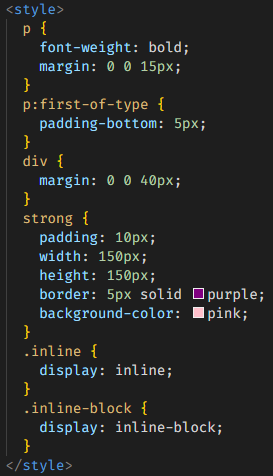 <style>
p {
font-weight: bold;
margin: 0 0 15px;
}
p:first-of-type {
padding-bottom: 5px;
}
div {
margin: 0 0 40px;
}
strong {
padding: 10px;
width: 150px;
height: 150px;
border: 5px solid purple;
background-color: pink;
}
.inline {
display: inline;
}
.inline-block {
display: inline-block;
}
</style>